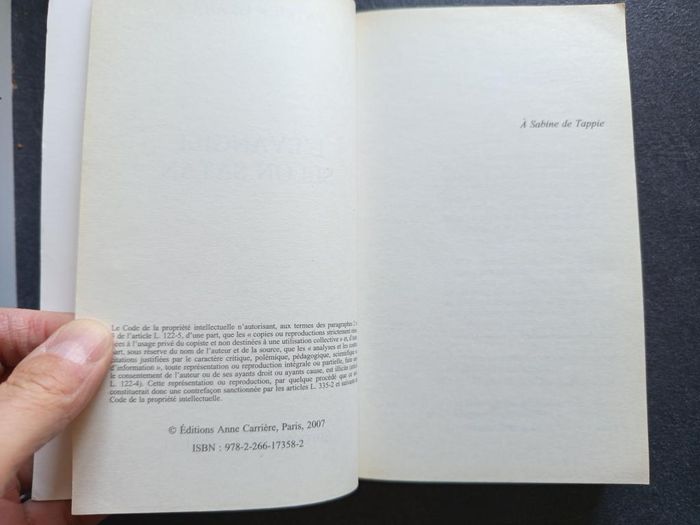 Le Code de la propriété intellectuelle n'autorisant, aux termes des paragraphes 2
de l'article L. 122-5, d'une part, que les « copies ou reproductions strictement
à l'usage privé du copiste et non destinées à une utilisation collective » et, d'une
part, sous réserve du nom de l'auteur et de la source, que les « analyses et les
justifiées par le caractère critique, polémique, pédagogique, scientifique
d'information », toute représentation ou reproduction intégrale ou partielle, faite
le consentement de l'auteur ou de ses ayants droit ou ayants cause, est illicite
L. 122-4). Cette représentation ou reproduction, par quelque procédé que ce
constituerait donc une contrefaçon sanctionnée par les articles L. 335-2 et suivants
Code de la propriété intellectuelle.
© Éditions Anne Carrière, Paris, 2007
ISBN : 978-2-266-17358-2
À Sabine de Tappie